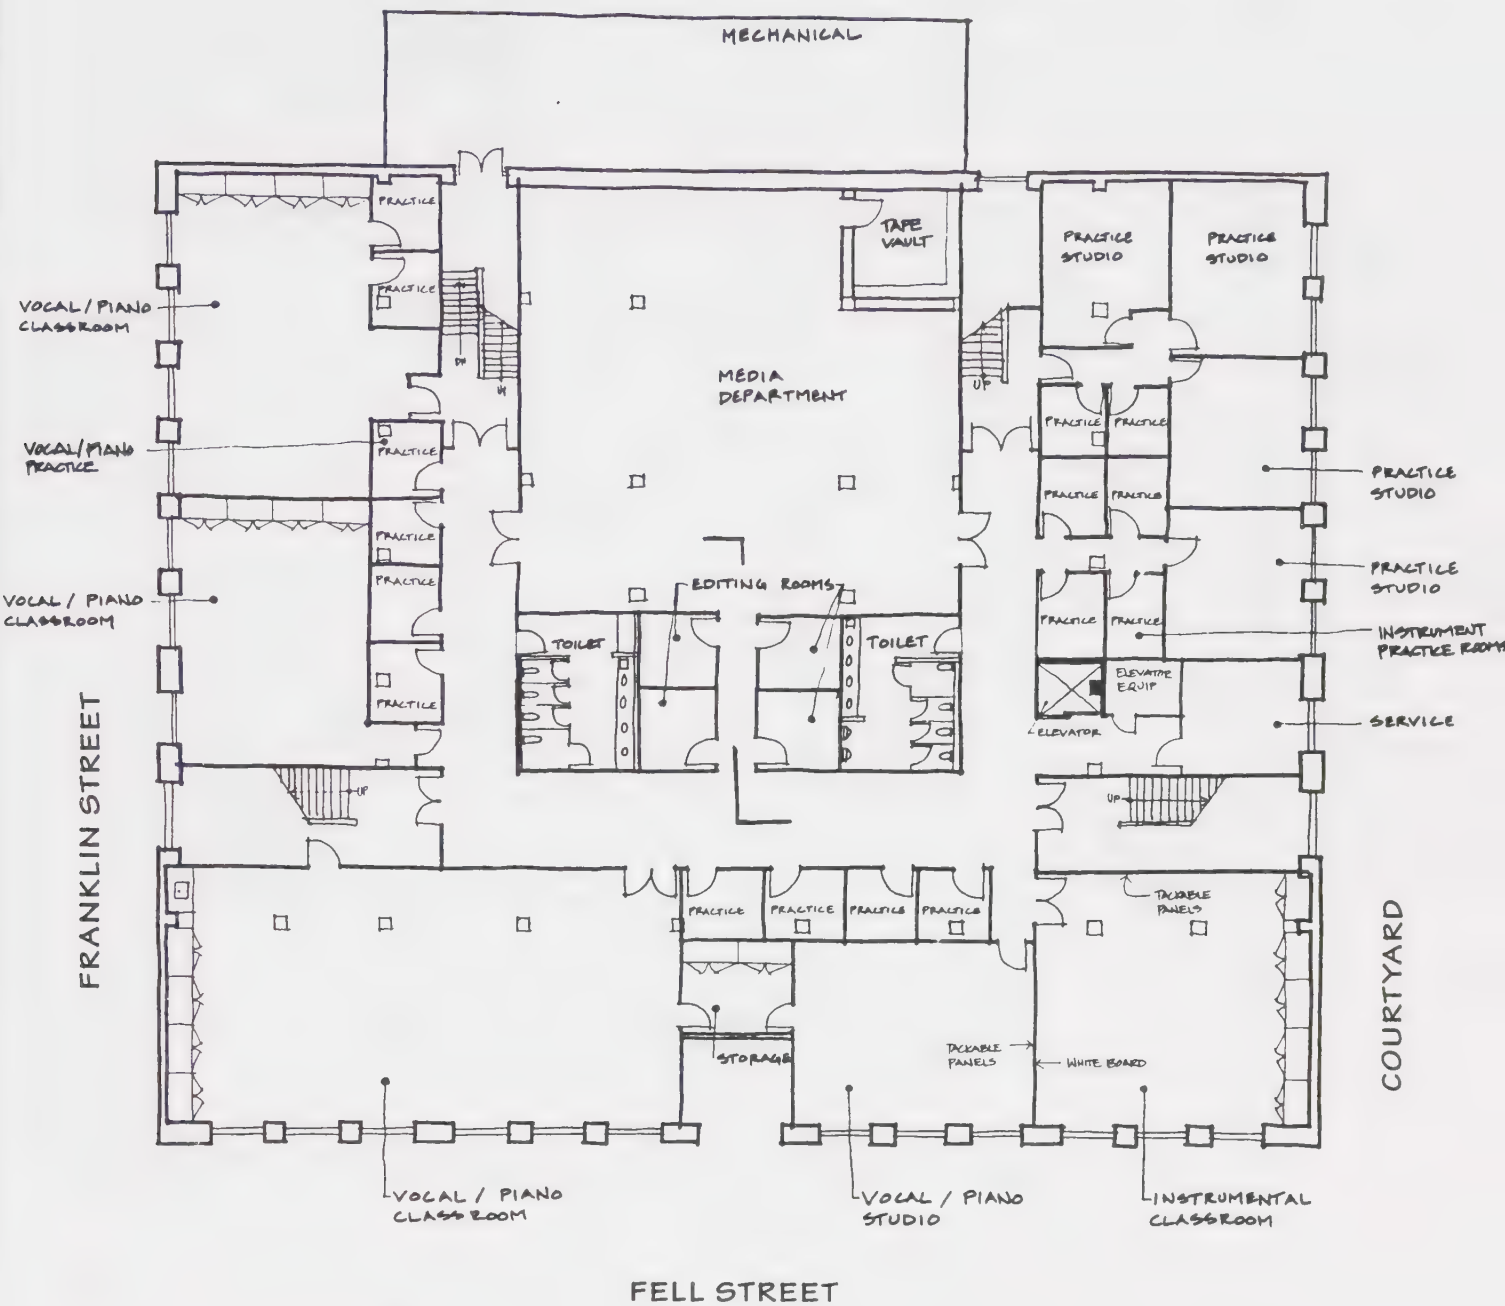 MECHANICAL
PRACTICE
TAPE
VAULT
PRACTICE
STUDIO
PRACTICE
STUDIO
PRACTICE
VOCAL / PIANO
CLASSROOM
DN
UP
UP
MEDIA
DEPARTMENT
PRACTICE
PRACTICE
VOCAL / PIANO
PRACTICE
PRACTICE
PRACTICE
STUDIO
PRACTICE
PRACTICE
PRACTICE
PRACTICE
STUDIO
PRACTICE
EDITING ROOMS
VOCAL / PIANO
CLASSROOM
PRACTICE
PRACTICE
INSTRUMENT
PRACTICE ROOMS
TOILET
TOILET
ELEVATOR
EQUIP
PRACTICE
SERVICE
ELEVATOR
UP
UP
FRANKLIN STREET
TACKABLE
PANELS
PRACTICE
PRACTICE
PRACTICE
PRACTICE
COURTYARD
STORAGE
TACKABLE
PANELS
WHITE BOARD
VOCAL / PIANO
CLASSROOM
VOCAL / PIANO
STUDIO
INSTRUMENTAL
CLASSROOM
FELL STREET